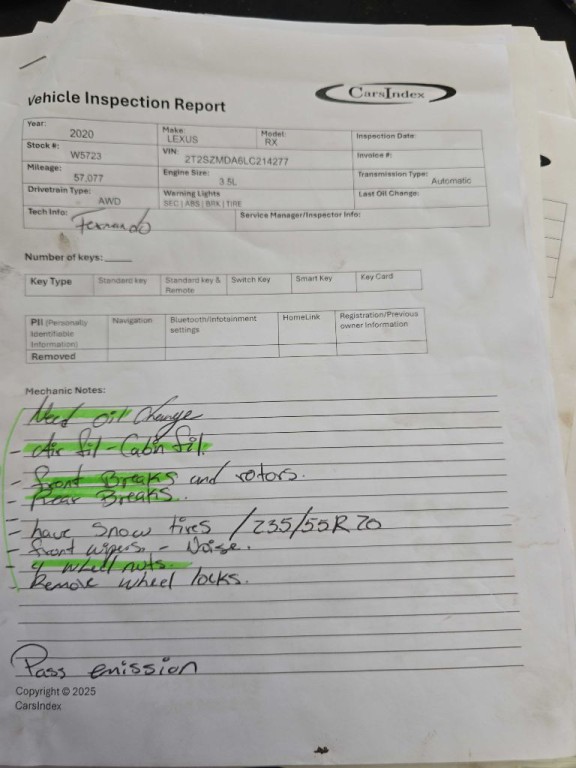 CarsIndex
Vehicle Inspection Report
Year: 2020 Make: LEXUS Model: RX Inspection Date:
Stock #: W5723 VIN: 2T2SZMDA6LC214277 Invoice #:
Mileage: 57,077 Engine Size: 3.5L Transmission Type: Automatic
Drivetrain Type: AWD Warning Lights SEC | ABS | BRK | TIRE Last Oil Change:
Tech Info: Fernando Service Manager/Inspector Info:
Number of keys:
Key Type Standard key Standard key & Remote Switch Key Smart Key Key Card
PII (Personally Identifiable Information) Navigation Bluetooth/Infotainment settings HomeLink Registration/Previous owner Information
Removed
Mechanic Notes:
Need oil Change
- Air fil - Cabin fil.
- front Breaks and rotors.
- Rear Breaks.
- have snow tires / 235/55R20
- front wipers - Noise.
- 4 wheel nuts.
- Remove wheel locks.
Pass emission
Copyright © 2025
CarsIndex